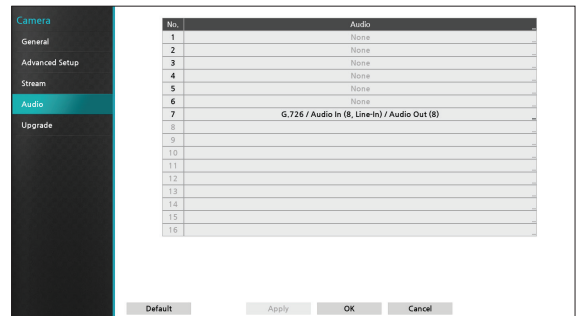 Camera
General
Advanced Setup
Stream
Audio
Upgrade
No. Audio
1 None
2 None
3 None
4 None
5 None
6 None
7 G.726 / Audio In (8, Line-In) / Audio Out (8)
8
9
10
11
12
13
14
15
16
Default Apply OK Cancel